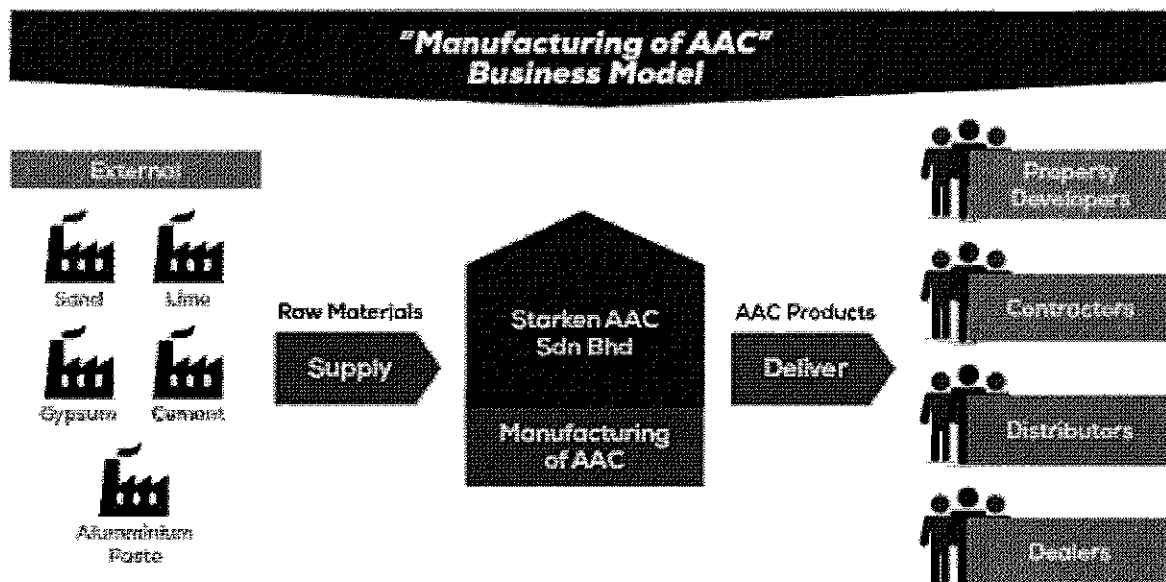 "Manufacturing of AAC"
Business Model
External
Sand
Lime
Gypsum
Cement
Aluminium
Paste
Raw Materials
Supply
Starken AAC
Sdn Bhd
Manufacturing
of AAC
AAC Products
Deliver
Property
Developers
Contractors
Distributors
Dealers